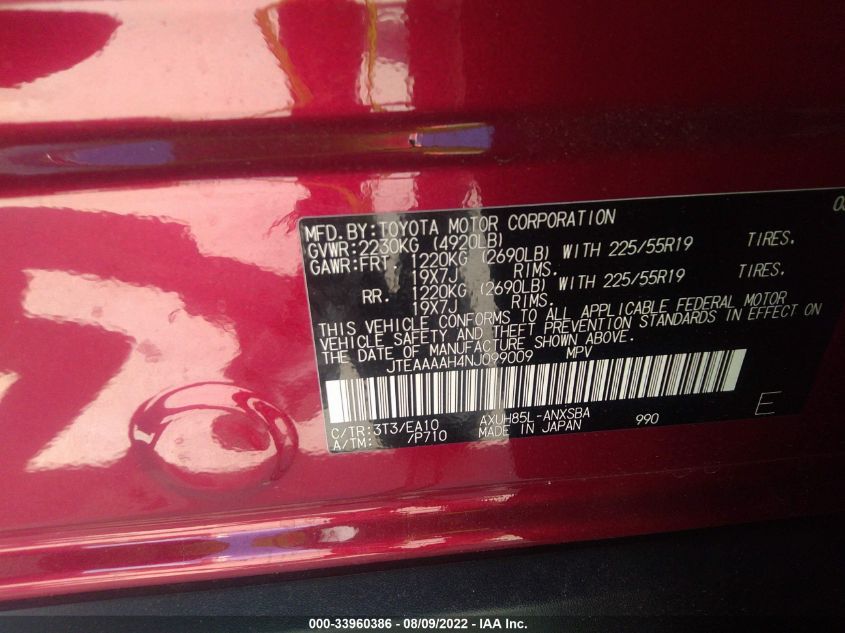 MFD. BY:TOYOTA MOTOR CORPORATION
GVWR:2230KG (4920LB)
GAWR:FRT. 1220KG (2690LB) WITH 225/55R19 TIRES.
19X7J RIMS.
RR. 1220KG (2690LB) WITH 225/55R19 TIRES.
19X7J RIMS.
THIS VEHICLE CONFORMS TO ALL APPLICABLE FEDERAL MOTOR
VEHICLE SAFETY AND THEFT PREVENTION STANDARDS IN EFFECT ON
THE DATE OF MANUFACTURE SHOWN ABOVE.
JTEAAAAH4NJ099009 MPV
C/TR:3T3/EA10 AXUH85L-ANXSBA 990 E
A/TM: /P710 MADE IN JAPAN
000-33960386 - 08/09/2022 - IAA Inc.